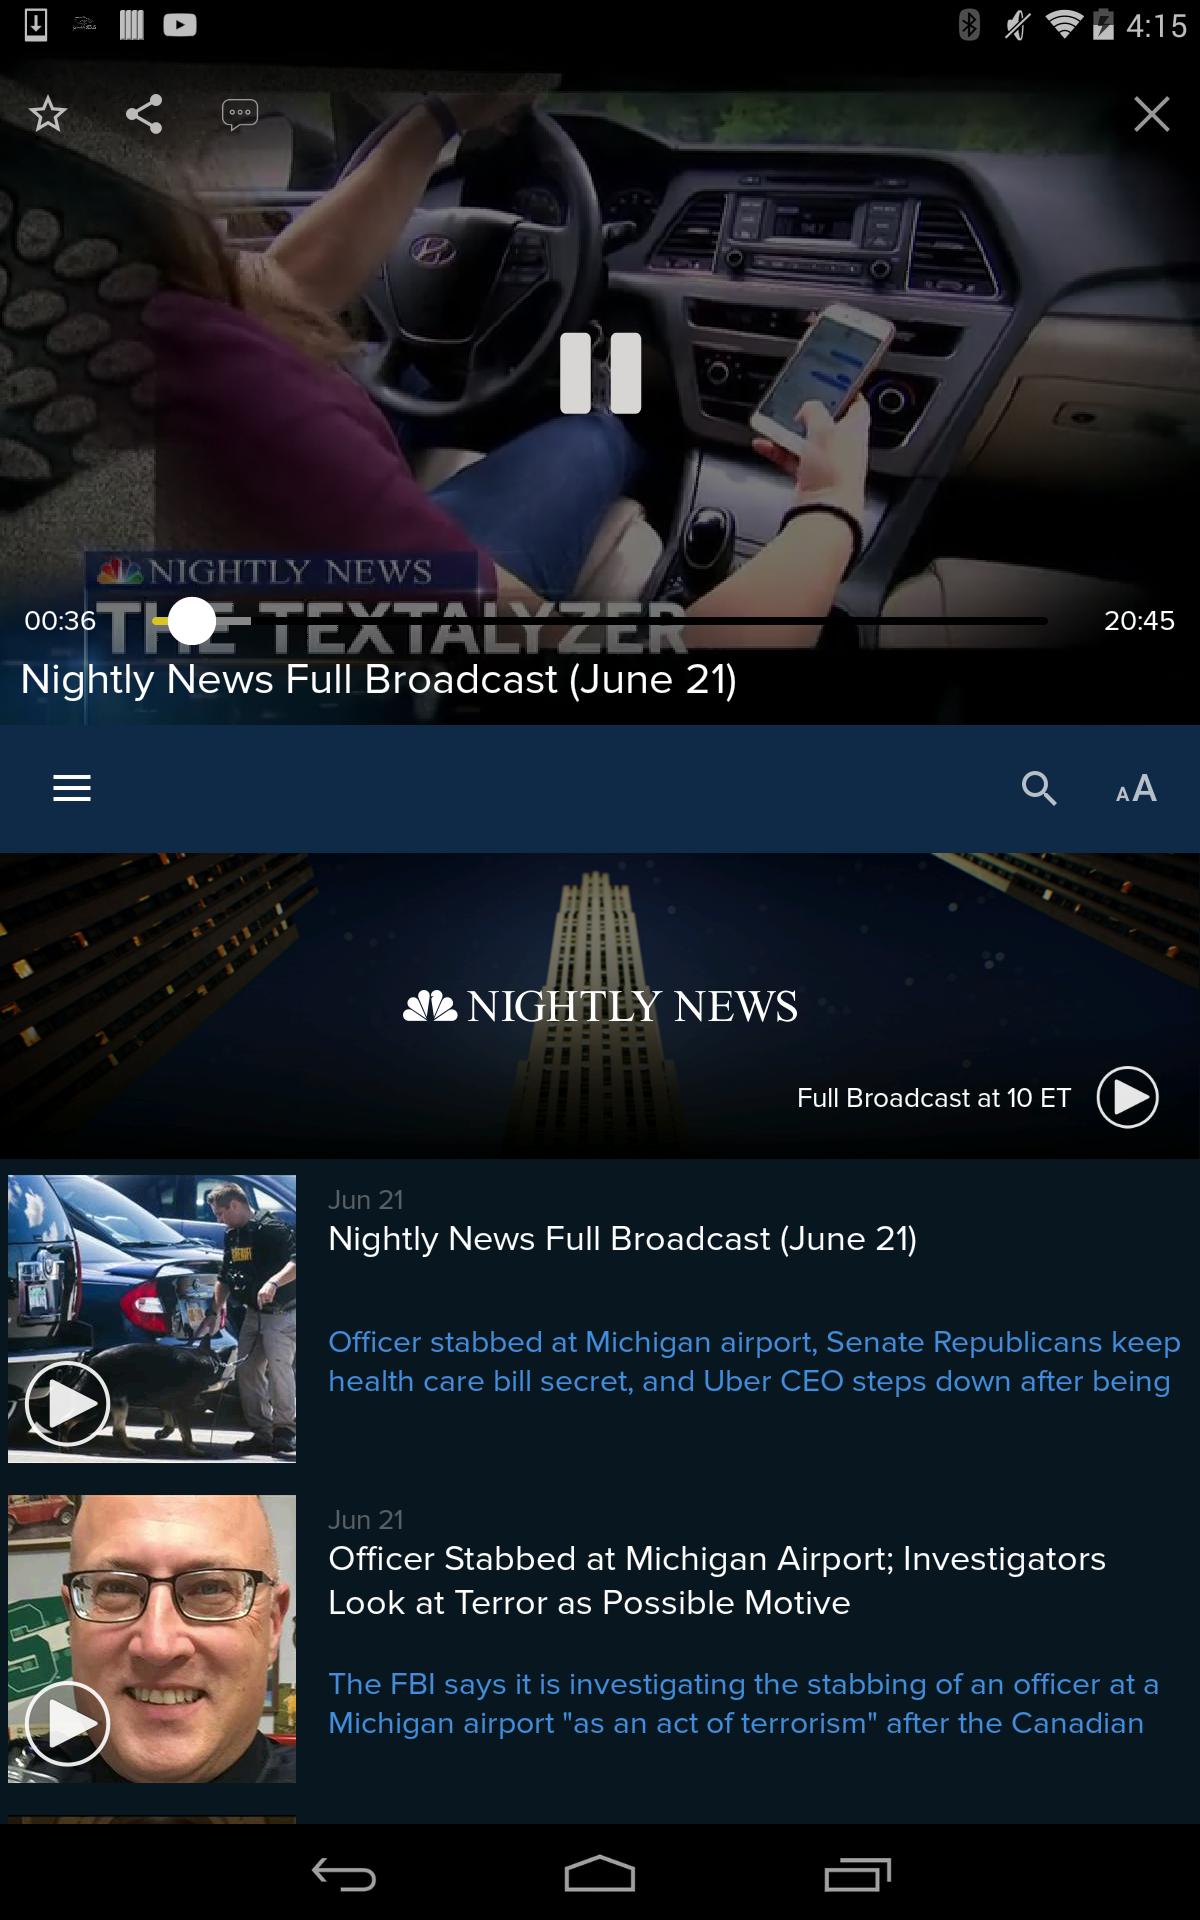 4:15
NIGHTLY NEWS
THE TEXTALYZER
00:36
20:45
Nightly News Full Broadcast (June 21)
AA
NIGHTLY NEWS
Full Broadcast at 10 ET
Jun 21
Nightly News Full Broadcast (June 21)
Officer stabbed at Michigan airport, Senate Republicans keep
health care bill secret, and Uber CEO steps down after being
SHERIFF
Jun 21
Officer Stabbed at Michigan Airport; Investigators
Look at Terror as Possible Motive
The FBI says it is investigating the stabbing of an officer at a
Michigan airport "as an act of terrorism" after the Canadian